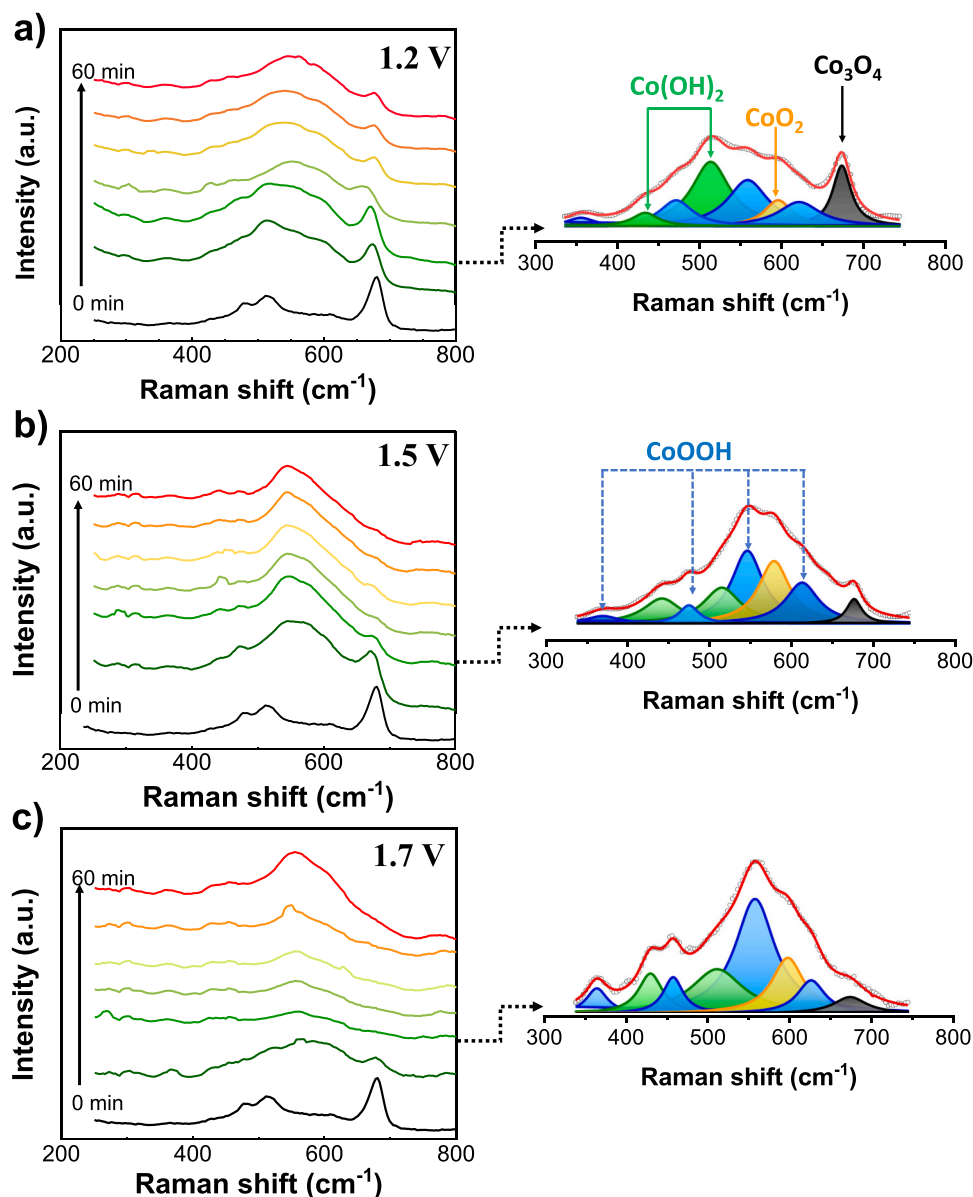 a)
1.2 V
60 min
0 min
Intensity (a.u.)
200 400 600 800
Raman shift (cm⁻¹)
Co(OH)₂
CoO₂
Co₃O₄
300 400 500 600 700 800
Raman shift (cm⁻¹)
b)
1.5 V
60 min
0 min
Intensity (a.u.)
200 400 600 800
Raman shift (cm⁻¹)
CoOOH
300 400 500 600 700 800
Raman shift (cm⁻¹)
c)
1.7 V
60 min
0 min
Intensity (a.u.)
200 400 600 800
Raman shift (cm⁻¹)
300 400 500 600 700 800
Raman shift (cm⁻¹)